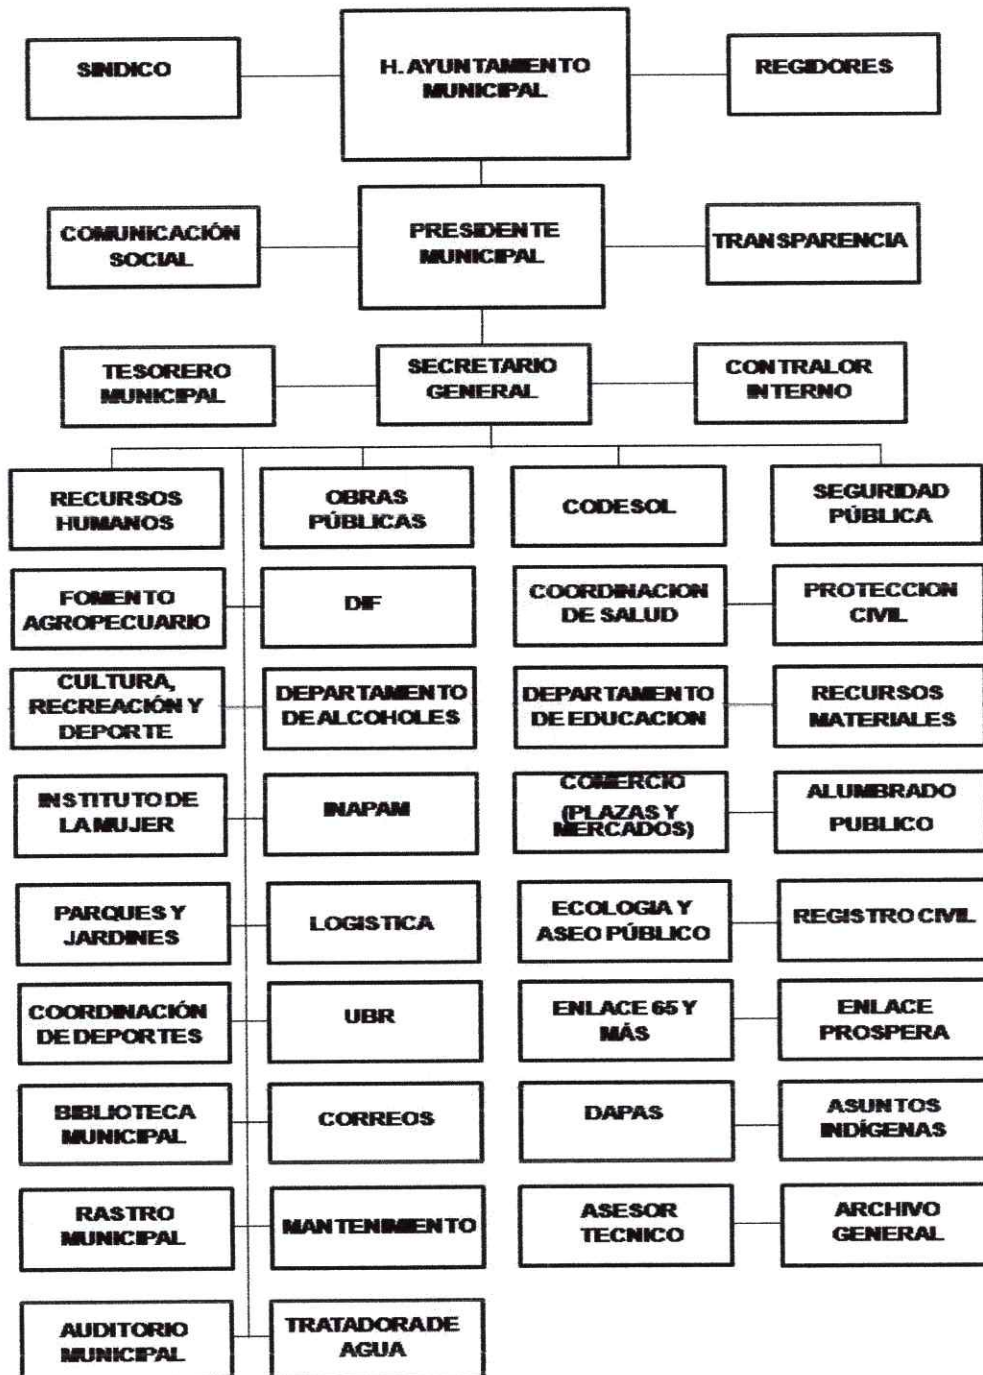 SINDICO
H. AYUNTAMIENTO
MUNICIPAL
REGIDORES
COMUNICACIÓN
SOCIAL
PRESIDENTE
MUNICIPAL
TRANSPARENCIA
TESORERO
MUNICIPAL
SECRETARIO
GENERAL
CONTRALOR
INTERNO
RECURSOS
HUMANOS
OBRAS
PÚBLICAS
CODESOL
SEGURIDAD
PÚBLICA
FOMENTO
AGROPECUARIO
DIF
COORDINACION
DE SALUD
PROTECCION
CIVIL
CULTURA,
RECREACIÓN Y
DEPORTE
DEPARTAMENTO
DE ALCOHOLES
DEPARTAMENTO
DE EDUCACION
RECURSOS
MATERIALES
INSTITUTO DE
LA MUJER
INAPAM
COMERCIO
(PLAZAS Y
MERCADOS)
ALUMBRADO
PUBLICO
PARQUES Y
JARDINES
LOGISTICA
ECOLOGIA Y
ASEO PÚBLICO
REGISTRO CIVIL
COORDINACIÓN
DE DEPORTES
UBR
ENLACE 65 Y
MÁS
ENLACE
PROSPERA
BIBLIOTECA
MUNICIPAL
CORREOS
DAPAS
ASUNTOS
INDÍGENAS
RASTRO
MUNICIPAL
MANTENIMIENTO
ASESOR
TECNICO
ARCHIVO
GENERAL
AUDITORIO
MUNICIPAL
TRATADORA DE
AGUA